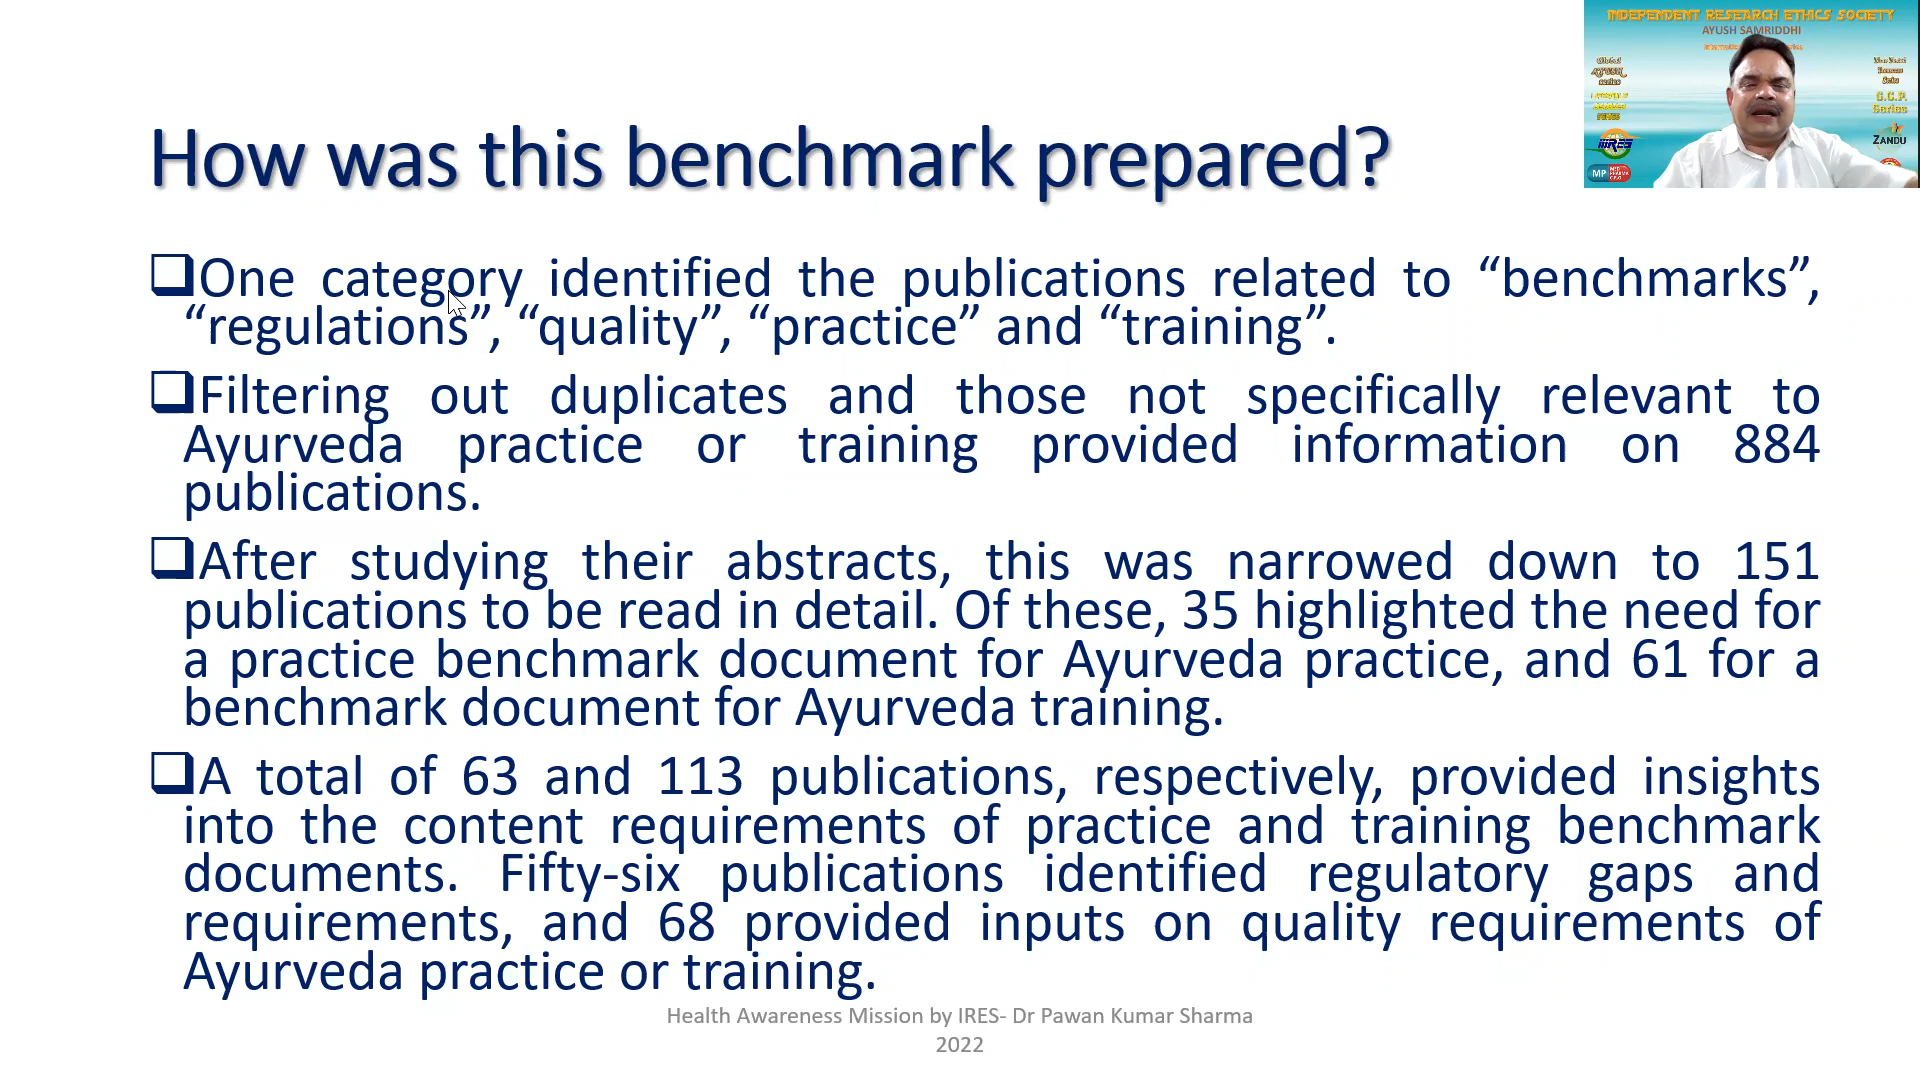 INDEPENDENT RESEARCH ETHICS SOCIETY
AYUSH SAMRIDDHI
Global
AYUSH
series
G.C.P.
Series
IRES
ZANDU
MP
How was this benchmark prepared?
❑One category identified the publications related to “benchmarks”,
“regulations”, “quality”, “practice” and “training”.
❑Filtering out duplicates and those not specifically relevant to
Ayurveda practice or training provided information on 884
publications.
❑After studying their abstracts, this was narrowed down to 151
publications to be read in detail. Of these, 35 highlighted the need for
a practice benchmark document for Ayurveda practice, and 61 for a
benchmark document for Ayurveda training.
❑A total of 63 and 113 publications, respectively, provided insights
into the content requirements of practice and training benchmark
documents. Fifty-six publications identified regulatory gaps and
requirements, and 68 provided inputs on quality requirements of
Ayurveda practice or training.
Health Awareness Mission by IRES- Dr Pawan Kumar Sharma
2022